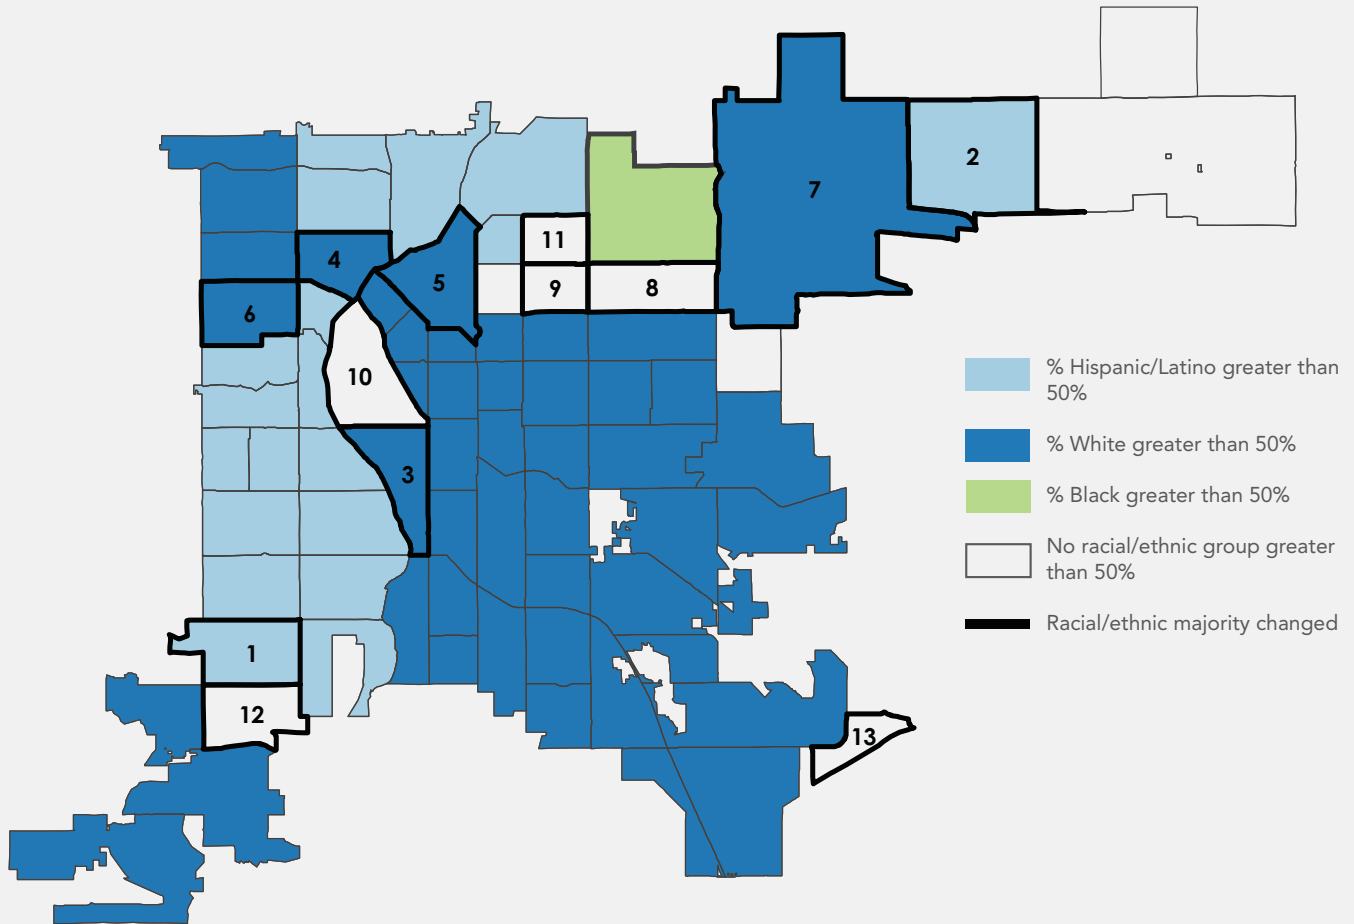 2
7
11
4
5
9
8
6
10
% Hispanic/Latino greater than
50%
% White greater than 50%
3
% Black greater than 50%
No racial/ethnic group greater
than 50%
Racial/ethnic majority changed
1
12
13